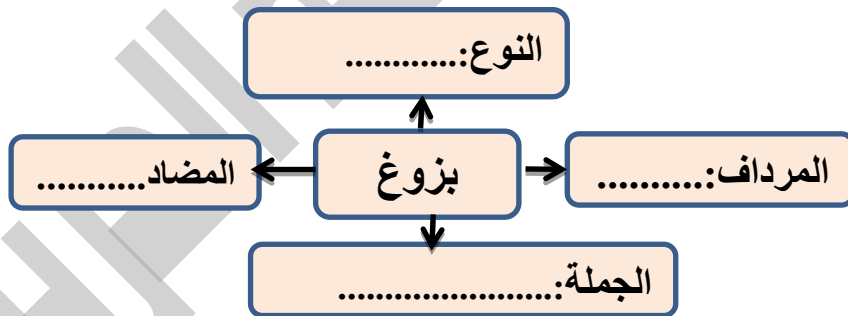 النوع:............
المرداف:..........
بزوغ
المضاد...........
الجملة:.......................